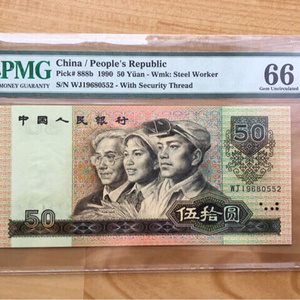 PMG
MONEY GUARANTY
China / People's Republic
Pick# 888b 1990 50 Yüan - Wmk: Steel Worker
S/N WJ19680552 - With Security Thread
66
Gem Uncirculated
中国人民银行
50
WJ19680552
50
伍拾圆